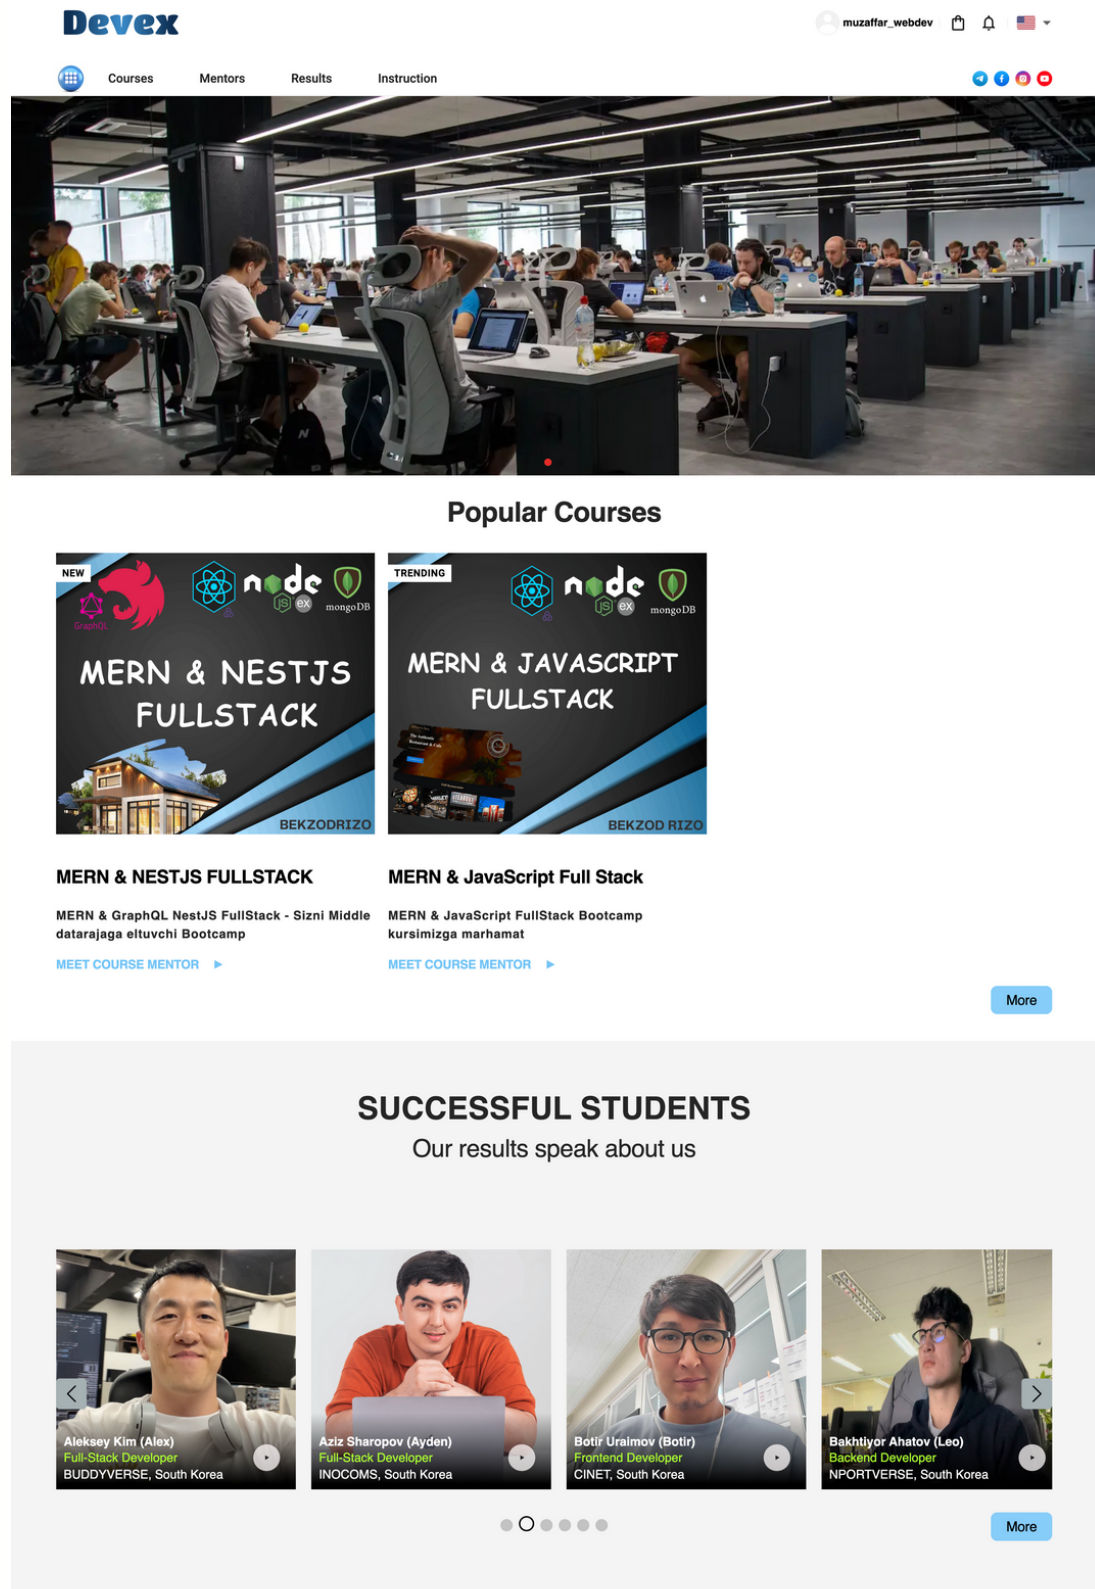 Devex
muzaffar_webdev
Courses
Mentors
Results
Instruction
N
Popular Courses
NEW
GraphQL
node
JS
ex
mongoDB
MERN & NESTJS
FULLSTACK
BEKZODRIZO
TRENDING
node
JS
ex
mongoDB
MERN & JAVASCRIPT
FULLSTACK
BEKZOD RIZO
MERN & NESTJS FULLSTACK
MERN & GraphQL NestJS FullStack - Sizni Middle
datarajaga eltuvchi Bootcamp
MEET COURSE MENTOR
MERN & JavaScript Full Stack
MERN & JavaScript FullStack Bootcamp
kursimizga marhamat
MEET COURSE MENTOR
More
SUCCESSFUL STUDENTS
Our results speak about us
Aleksey Kim (Alex)
Full-Stack Developer
BUDDYVERSE, South Korea
Aziz Sharopov (Ayden)
Full-Stack Developer
INOCOMS, South Korea
Botir Uraimov (Botir)
Frontend Developer
CINET, South Korea
Bakhtiyor Ahatov (Leo)
Backend Developer
NPORTVERSE, South Korea
More